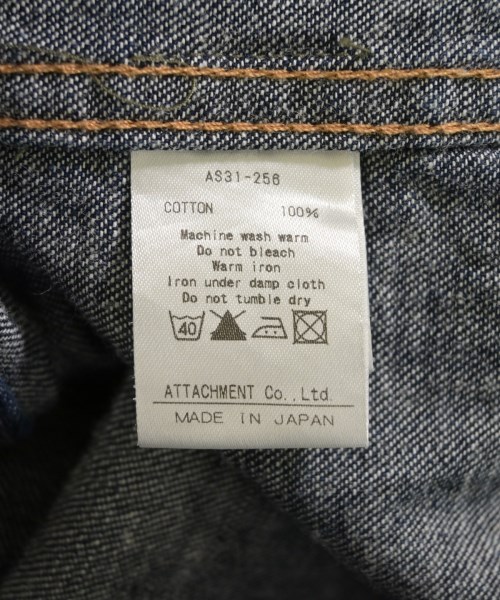 AS31-256
COTTON 100%
Machine wash warm
Do not bleach
Warm iron
Iron under damp cloth
Do not tumble dry
40
ATTACHMENT Co.,Ltd.
MADE IN JAPAN